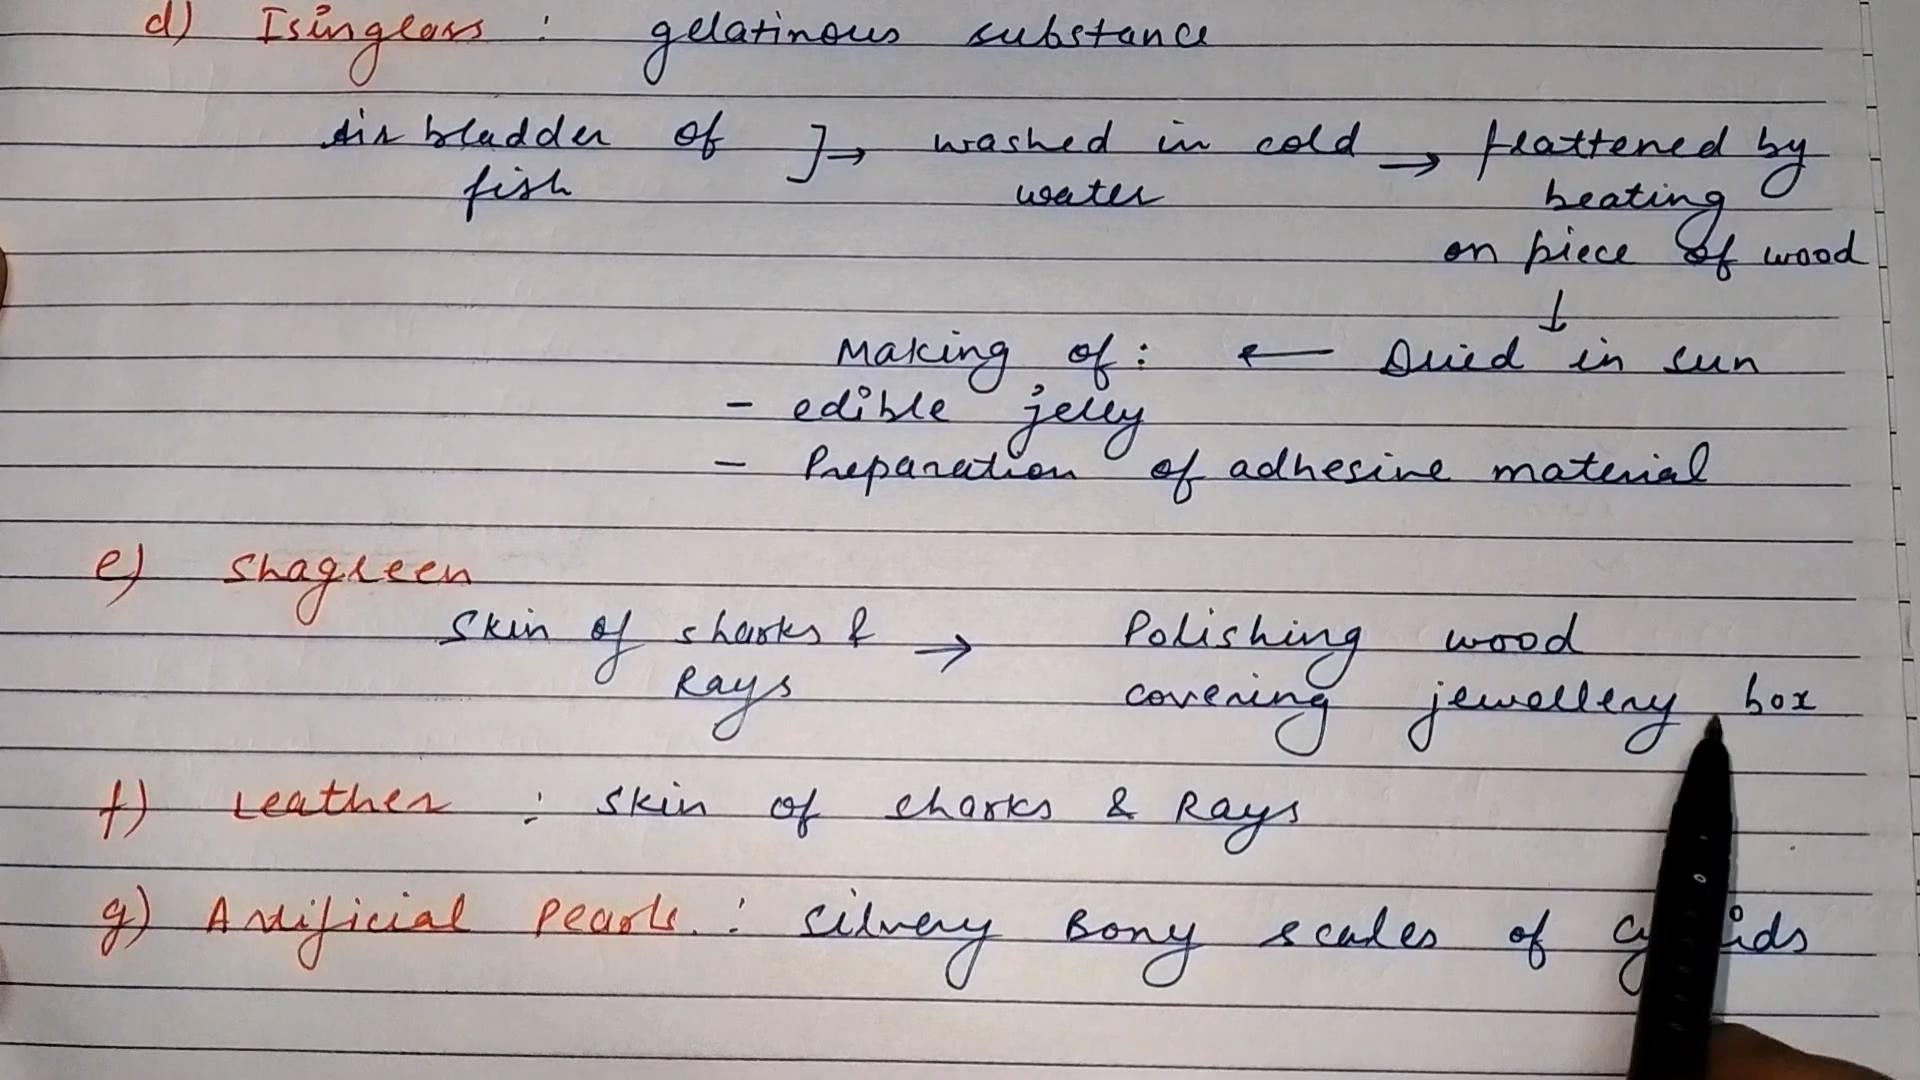 d) Isinglass : gelatinous substance
Air bladder of ]→ washed in cold → flattened by
fish water beating
on piece of wood
↓
Making of : ← Dried in sun
- edible jelly
- Preparation of adhesive material
e) Shagreen
Skin of sharks & → Polishing wood
Rays covering jewellery box
f) Leather : skin of sharks & Rays
g) Artificial Pearls. : silvery Bony scales of